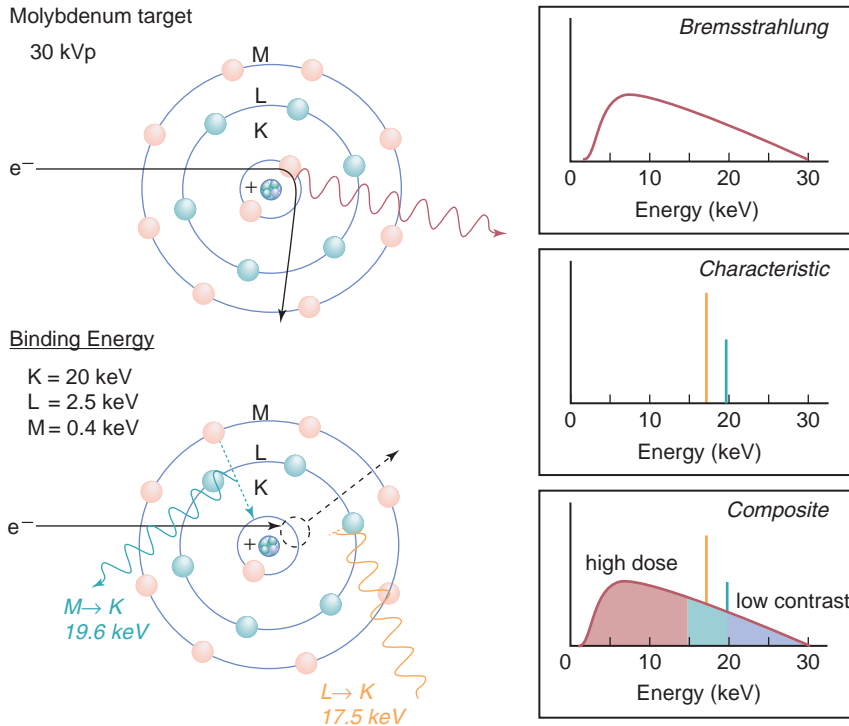 Molybdenum target
30 kVp
M
L
K
e–
+
Bremsstrahlung
0 10 20 30
Energy (keV)
Characteristic
0 10 20 30
Energy (keV)
Binding Energy
K = 20 keV
L = 2.5 keV
M = 0.4 keV
M
L
K
e–
+
M→ K
19.6 keV
L→ K
17.5 keV
Composite
high dose
low contrast
0 10 20 30
Energy (keV)